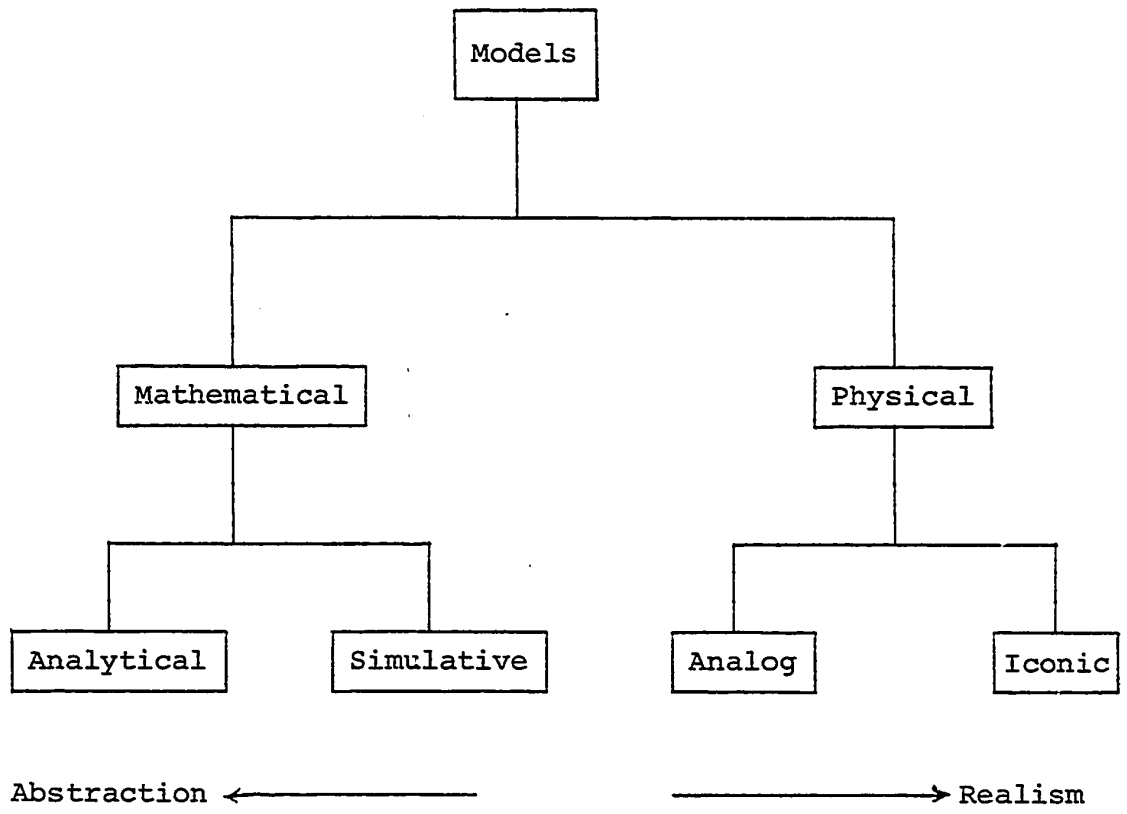 Models
Mathematical
Physical
Analytical
Simulative
Analog
Iconic
Abstraction
Realism